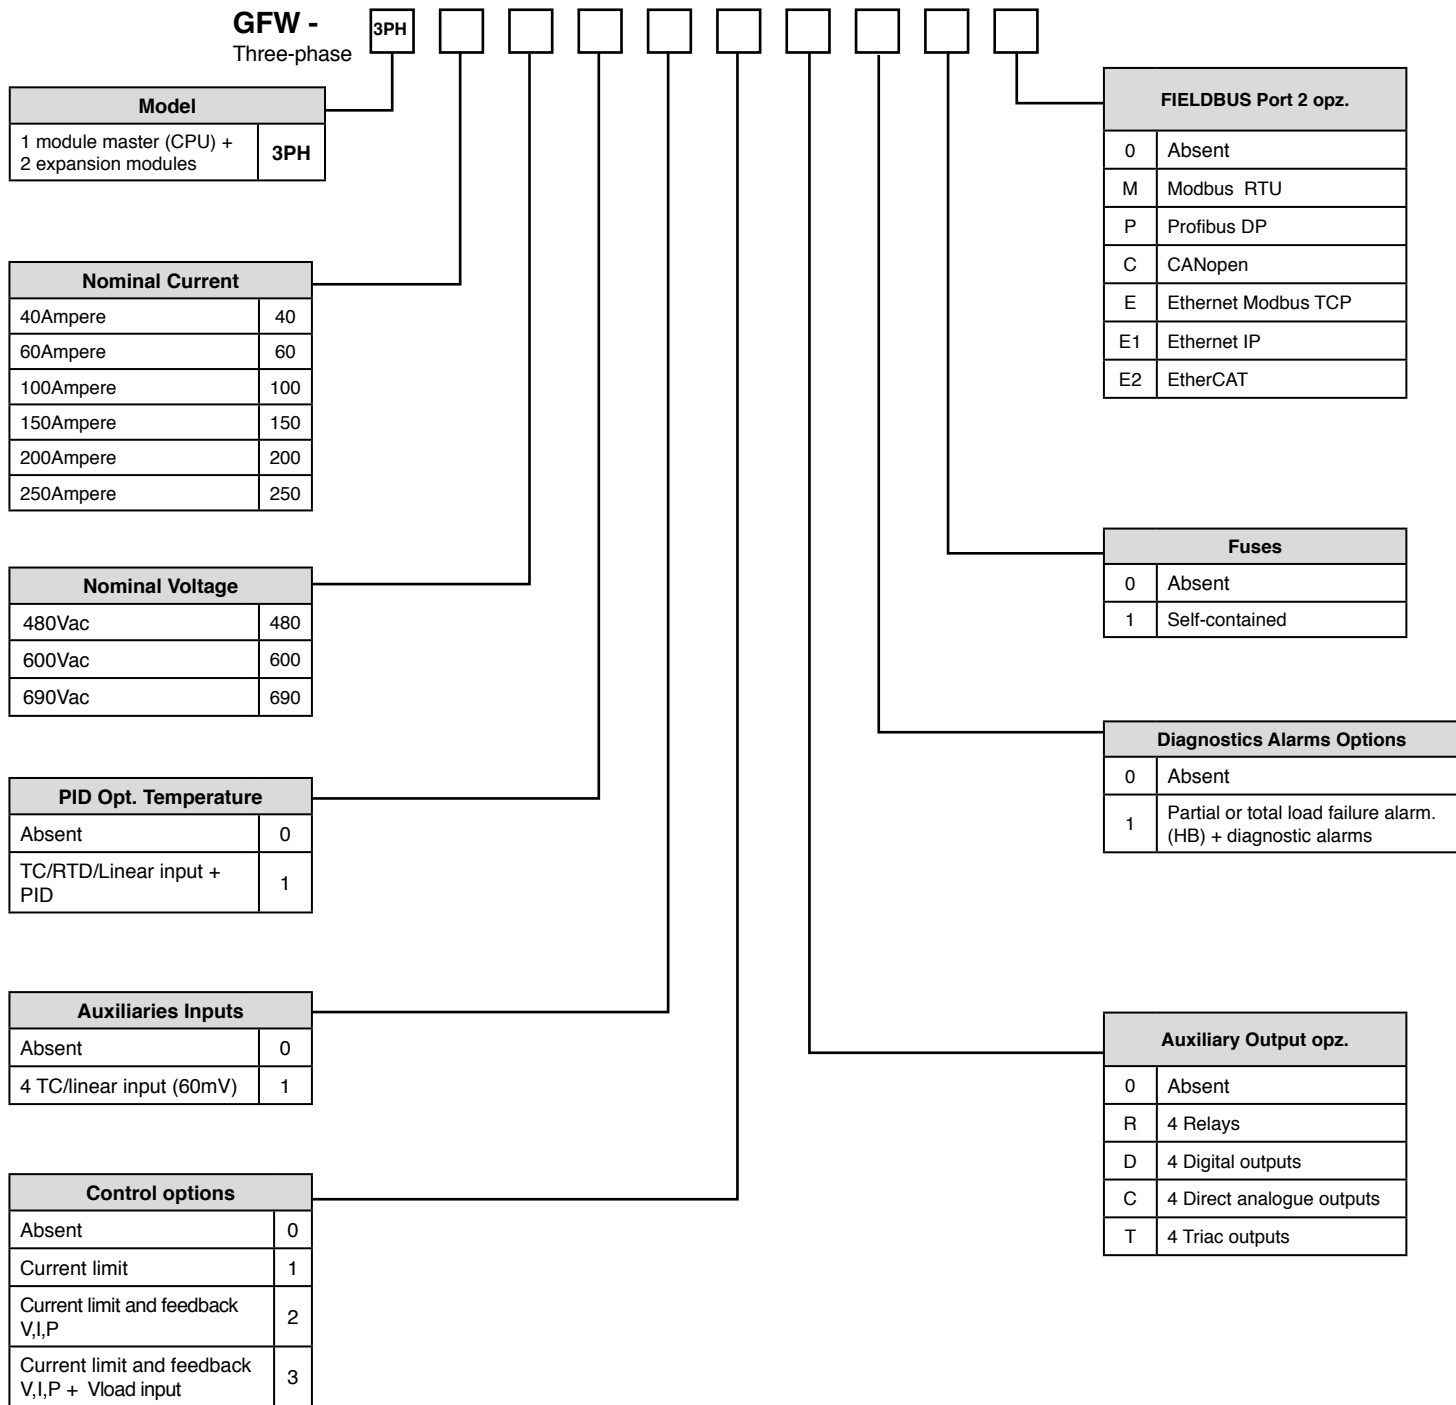 GFW - 3PH
Three-phase
Model
1 module master (CPU) +
2 expansion modules
3PH
Nominal Current
40Ampere 40
60Ampere 60
100Ampere 100
150Ampere 150
200Ampere 200
250Ampere 250
Nominal Voltage
480Vac 480
600Vac 600
690Vac 690
PID Opt. Temperature
Absent 0
TC/RTD/Linear input +
PID
1
Auxiliaries Inputs
Absent 0
4 TC/linear input (60mV) 1
Control options
Absent 0
Current limit 1
Current limit and feedback
V,I,P
2
Current limit and feedback
V,I,P + Vload input
3
FIELDBUS Port 2 opz.
0 Absent
M Modbus RTU
P Profibus DP
C CANopen
E Ethernet Modbus TCP
E1 Ethernet IP
E2 EtherCAT
Fuses
0 Absent
1 Self-contained
Diagnostics Alarms Options
0 Absent
1
Partial or total load failure alarm.
(HB) + diagnostic alarms
Auxiliary Output opz.
0 Absent
R 4 Relays
D 4 Digital outputs
C 4 Direct analogue outputs
T 4 Triac outputs